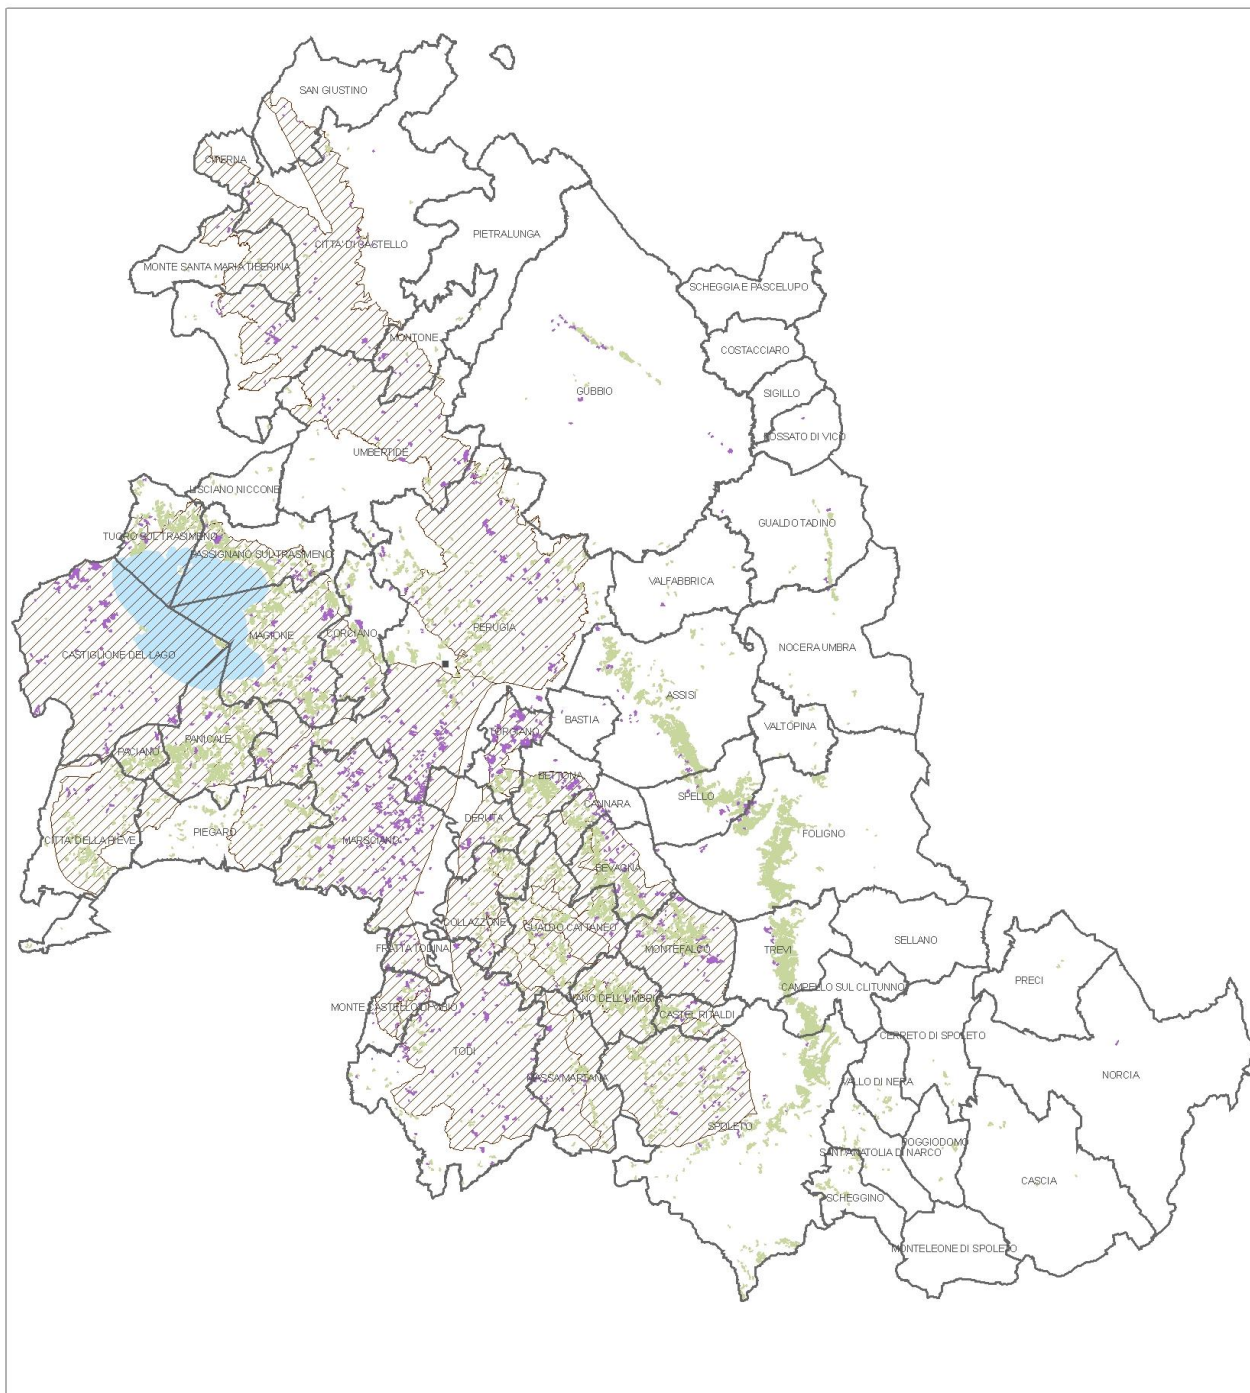 SAN GIUSTINO
CITERNA
PIETRALUNGA
CITTA' DI CASTELLO
MONTE SANTA MARIA TIBERINA
SCHEGGIA E PASCELUPO
MONTONE
COSTACCIARO
GUBBIO
SIGILLO
FOSSATO DI VICO
UMBERTIDE
LISCIANO NICCONE
GUALDO TADINO
TUORO SUL TRASIMENO
PASSIGNANO SUL TRASIMENO
VALFABBRICA
PERUGIA
CORCIANO
MAGIONE
NOCERA UMBRA
CASTIGLIONE DEL LAGO
ASSISI
BASTIA
VALTOPINA
TORGIANO
PANICALE
PACIANO
BETTONA
SPELLO
CANNARA
DERUTA
PIEGARO
FOLIGNO
CITTA' DELLA PIEVE
MARSCIANO
BEVAGNA
COLLAZZONE
GUALDO CATTANEO
SELLANO
FRATTA TODINA
MONTEFALCO
TREVI
PRECI
CAMPELLO SUL CLITUNNO
GIANO DELL'UMBRIA
MONTE CASTELLO DI VIBIO
CASTEL RITALDI
CERRETO DI SPOLETO
TODI
NORCIA
MASSA MARTANA
VALLO DI NERA
SPOLETO
POGGIODOMO
SANT'ANATOLIA DI NARCO
CASCIA
SCHEGGINO
MONTELEONE DI SPOLETO